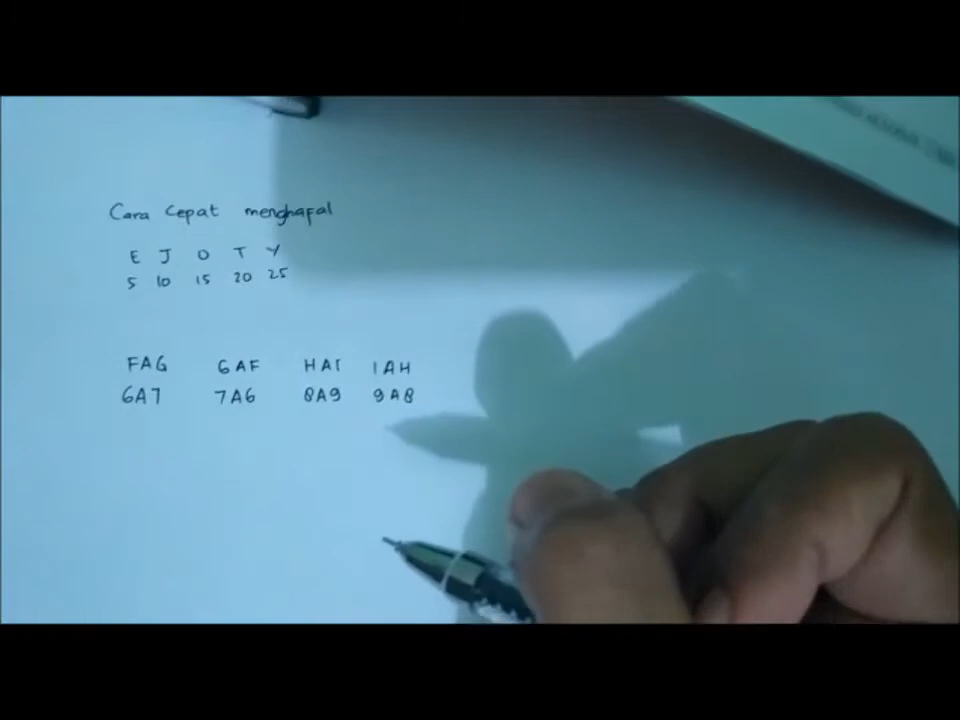 Cara cepat menghafal
E J O T Y
5 10 15 20 25
FAG GAF HAI IAH
6A7 7A6 8A9 9A8